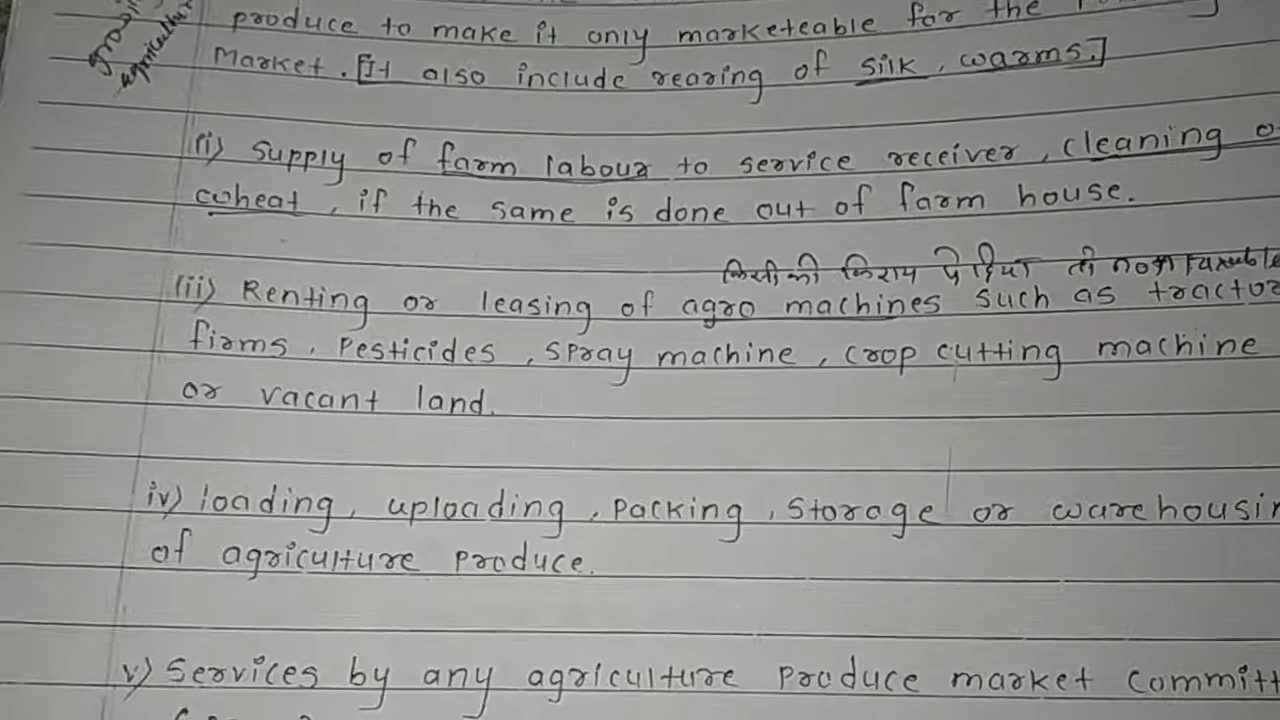 produce to make it only marketeable for the
Market. [It also include rearing of silk, warms.]
(i) Supply of farm labour to service receiver, cleaning o
wheat, if the same is done out of farm house.
किसी को किराय पे दिया तो non taxable
(ii) Renting or leasing of agro machines such as tractor
firms, Pesticides, spray machine, crop cutting machine
or vacant land.
iv) loading, uploading, packing, storage or warehousin
of agriculture produce.
v) Services by any agriculture produce market committ